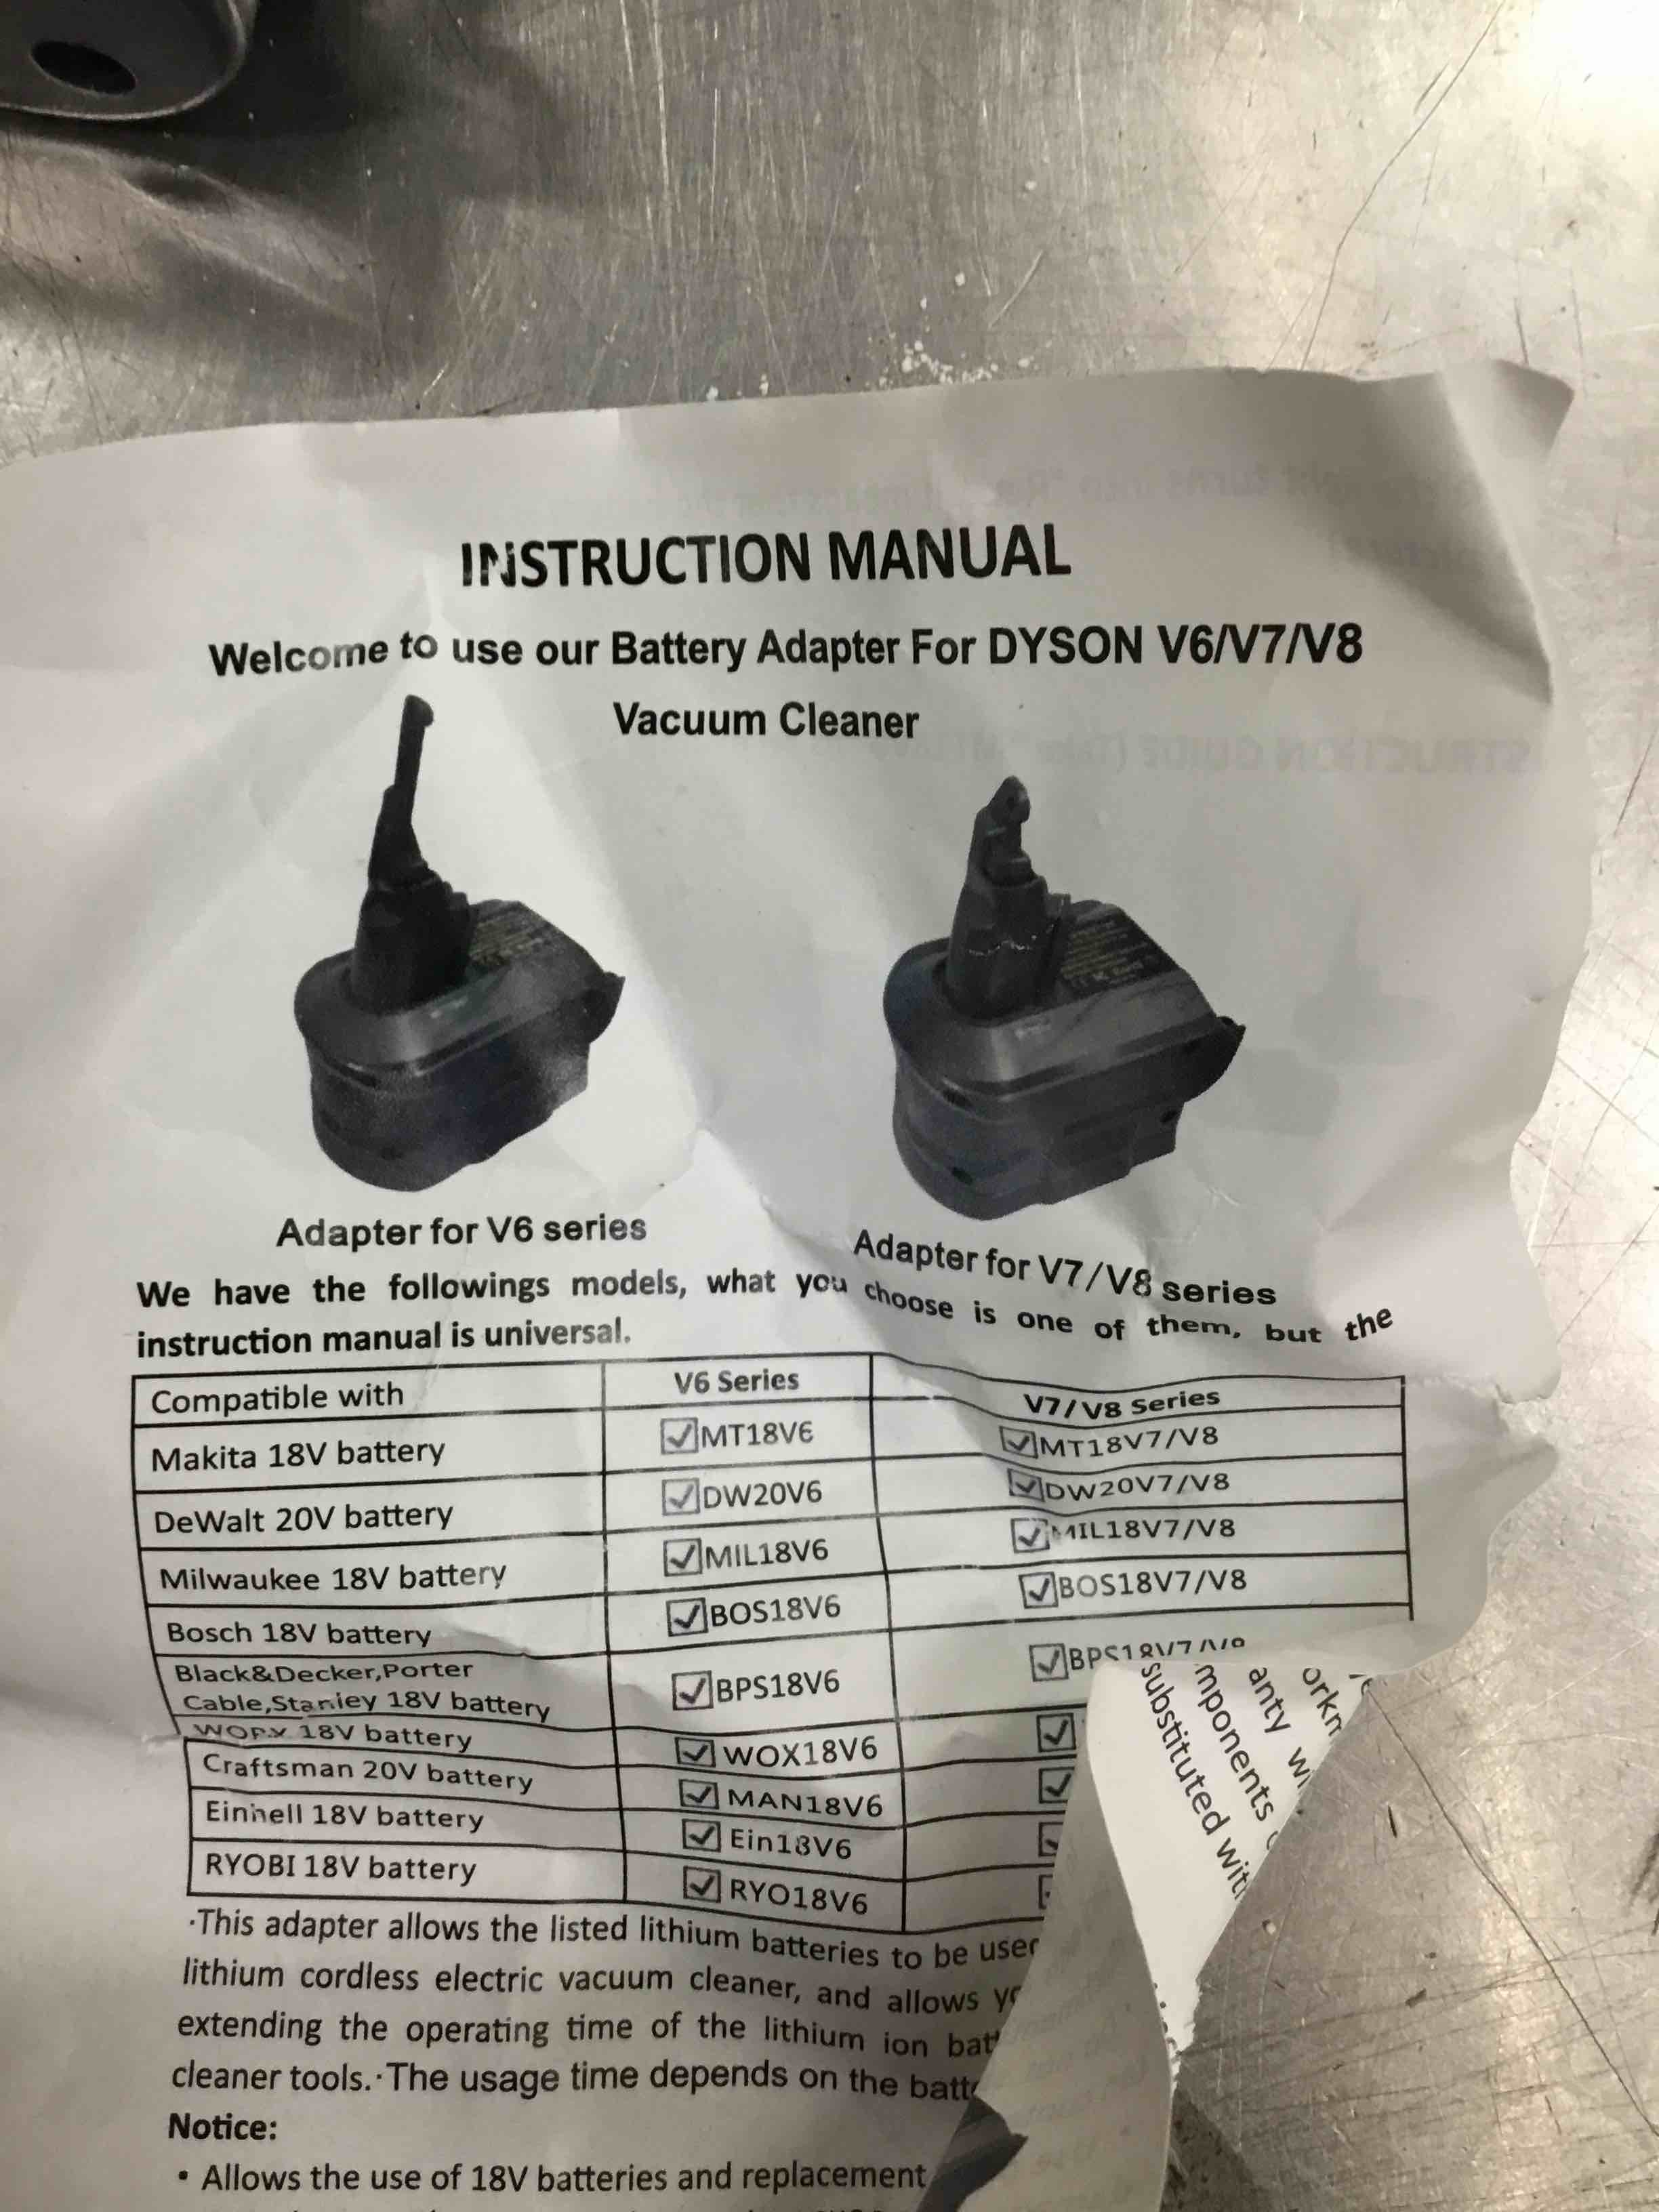 INSTRUCTION MANUAL
Welcome to use our Battery Adapter For DYSON V6/V7/V8
Vacuum Cleaner
Adapter for V6 series
Adapter for V7/V8 series
We have the followings models, what you choose is one of them, but the
instruction manual is universal.
Compatible with V6 Series V7/V8 Series
Makita 18V battery MT18V6 MT18V7/V8
DeWalt 20V battery DW20V6 DW20V7/V8
Milwaukee 18V battery MIL18V6 MIL18V7/V8
Bosch 18V battery BOS18V6 BOS18V7/V8
Black&Decker,Porter
Cable,Stanley 18V battery BPS18V6 BPS18V7/V8
WORX 18V battery WOX18V6
Craftsman 20V battery MAN18V6
Einhell 18V battery Ein18V6
RYOBI 18V battery RYO18V6
·This adapter allows the listed lithium batteries to be
lithium cordless electric vacuum cleaner, and allows
extending the operating time of the lithium ion
cleaner tools.·The usage time depends on the
Notice:
• Allows the use of 18V batteries and replacement
substituted